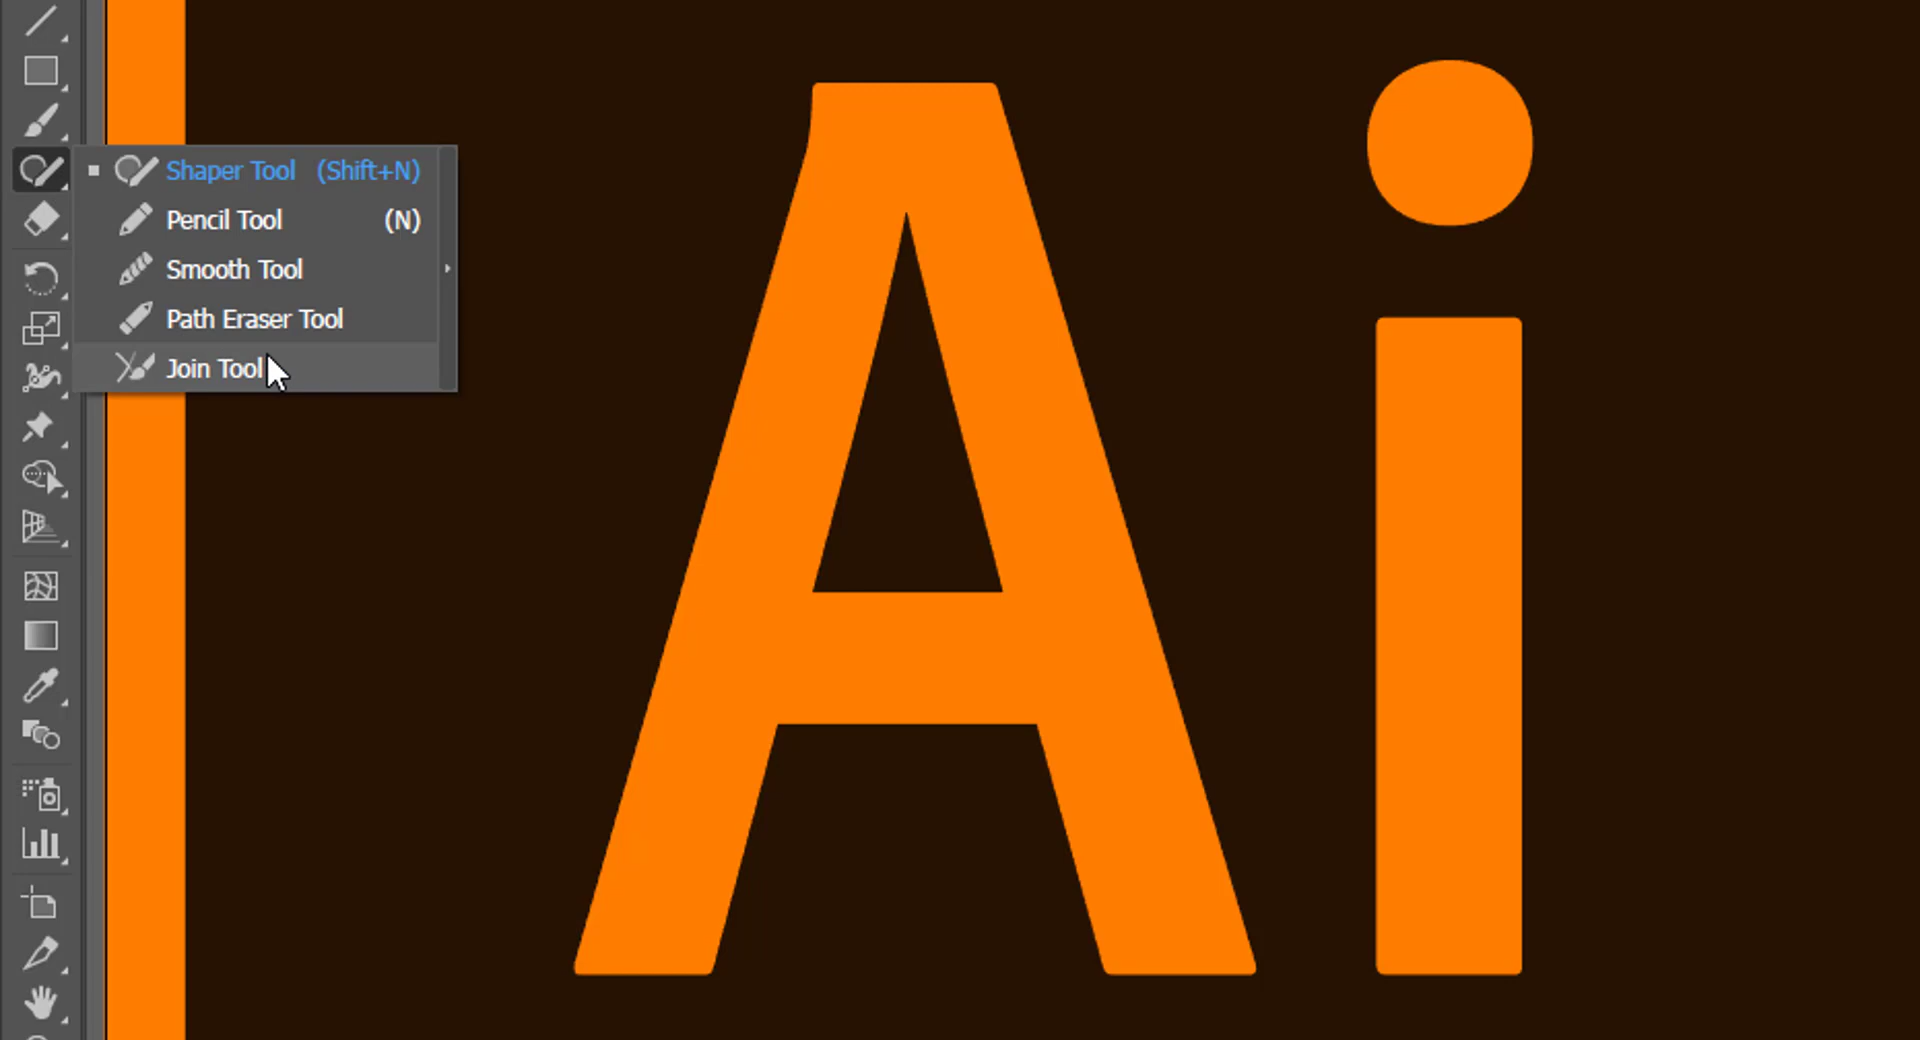 Shaper Tool (Shift+N)
Pencil Tool (N)
Smooth Tool
Path Eraser Tool
Join Tool
Ai